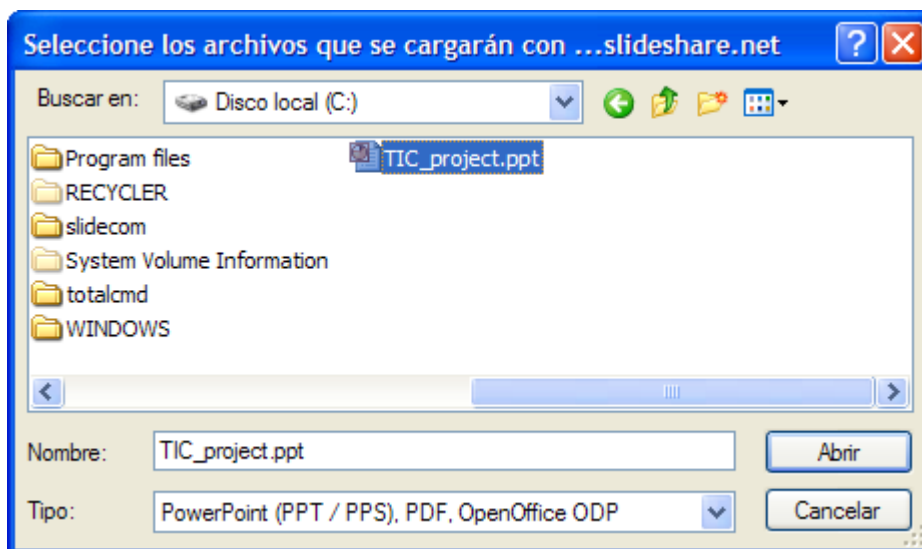 Seleccione los archivos que se cargarán con ...slideshare.net
Buscar en: Disco local (C:)
Program files TIC_project.ppt
RECYCLER
slidecom
System Volume Information
totalcmd
WINDOWS
Nombre: TIC_project.ppt Abrir
Tipo: PowerPoint (PPT / PPS), PDF, OpenOffice ODP Cancelar